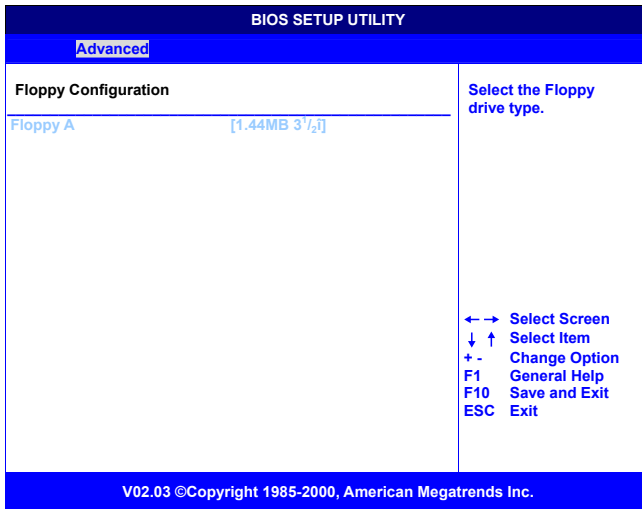 BIOS SETUP UTILITY
Advanced
Floppy Configuration
Floppy A [1.44MB 3¹/₂î]
Select the Floppy
drive type.
←→ Select Screen
↓ ↑ Select Item
+ - Change Option
F1 General Help
F10 Save and Exit
ESC Exit
V02.03 ©Copyright 1985-2000, American Megatrends Inc.